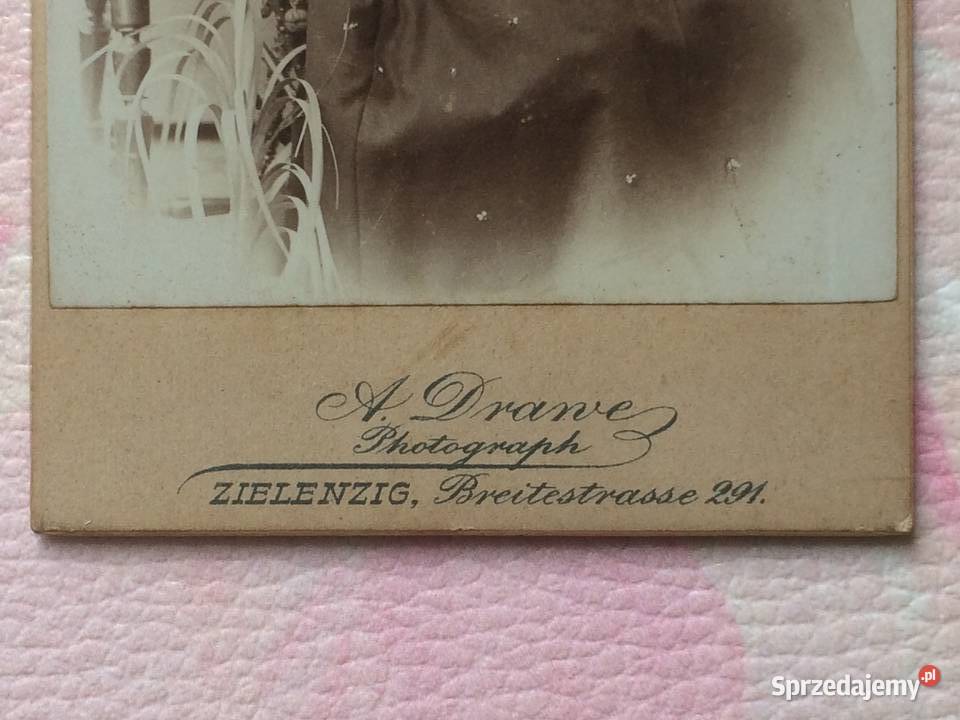 A. Drawe
Photograph
ZIELENZIG, Breitestrasse 291.
Sprzedajemy.pl